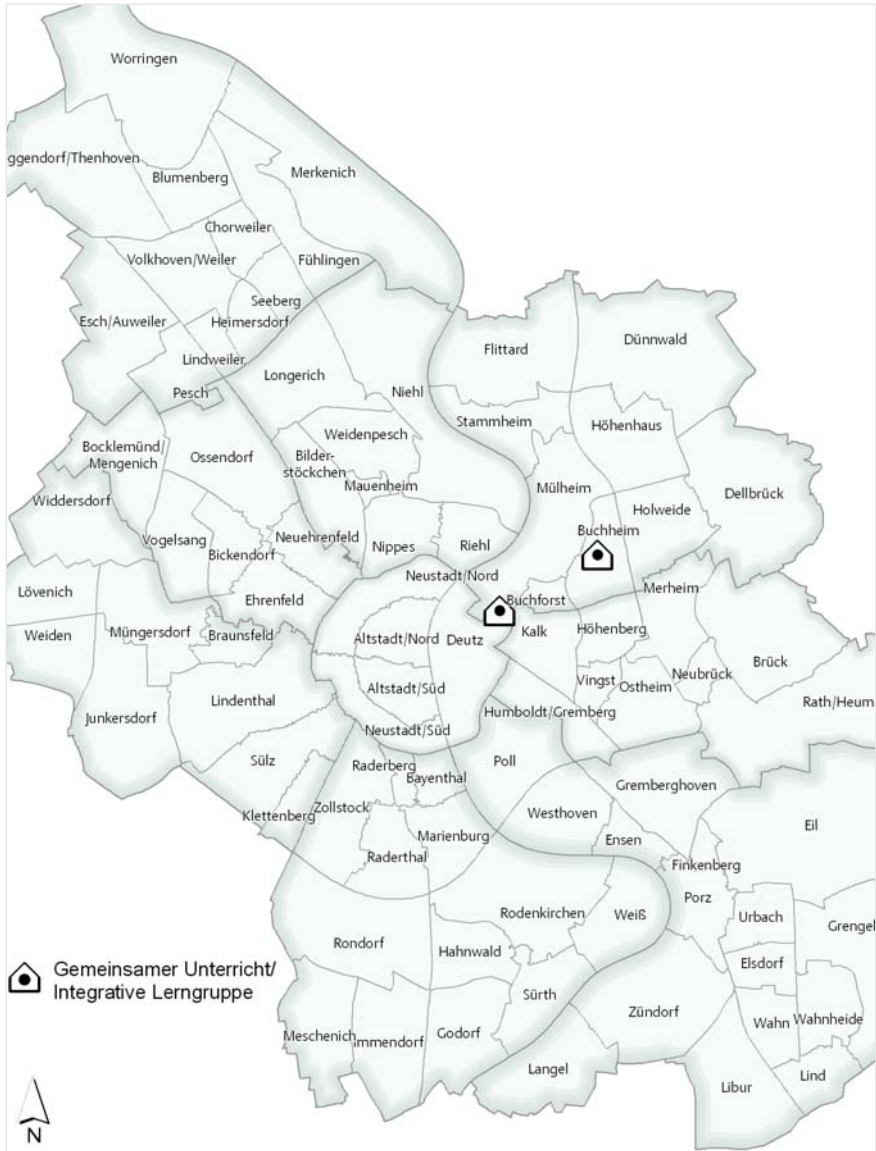 Worringen
ggendorf/Thenhoven
Merkenich
Blumenberg
Chorweiler
Volkhoven/Weiler
Fühlingen
Seeberg
Esch/Auweiler
Heimersdorf
Flittard
Dünnwald
Lindweiler
Longerich
Pesch
Niehl
Stammheim
Höhenhaus
Weidenpesch
Bocklemünd/
Mengenich
Ossendorf
Bilder-
stöckchen
Mauenheim
Mülheim
Dellbrück
Widdersdorf
Holweide
Buchheim
Vogelsang
Neuehrenfeld
Bickendorf
Nippes
Riehl
Neustadt/Nord
Merheim
Lövenich
Ehrenfeld
Buchforst
Weiden
Müngersdorf
Braunsfeld
Altstadt/Nord
Deutz
Kalk
Höhenberg
Brück
Vingst
Ostheim
Neubrück
Altstadt/Süd
Lindenthal
Rath/Heum
Junkersdorf
Humboldt/Gremberg
Neustadt/Süd
Sülz
Raderberg
Bayenthal
Poll
Gremberghoven
Klettenberg
Zollstock
Westhoven
Eil
Marienburg
Ensen
Raderthal
Finkenberg
Porz
Rodenkirchen
Weiß
Urbach
Grengel
Rondorf
Hahnwald
Elsdorf
Gemeinsamer Unterricht/
Integrative Lerngruppe
Sürth
Zündorf
Wahn
Wahnheide
Meschenich
Immendorf
Godorf
Langel
Libur
Lind
N